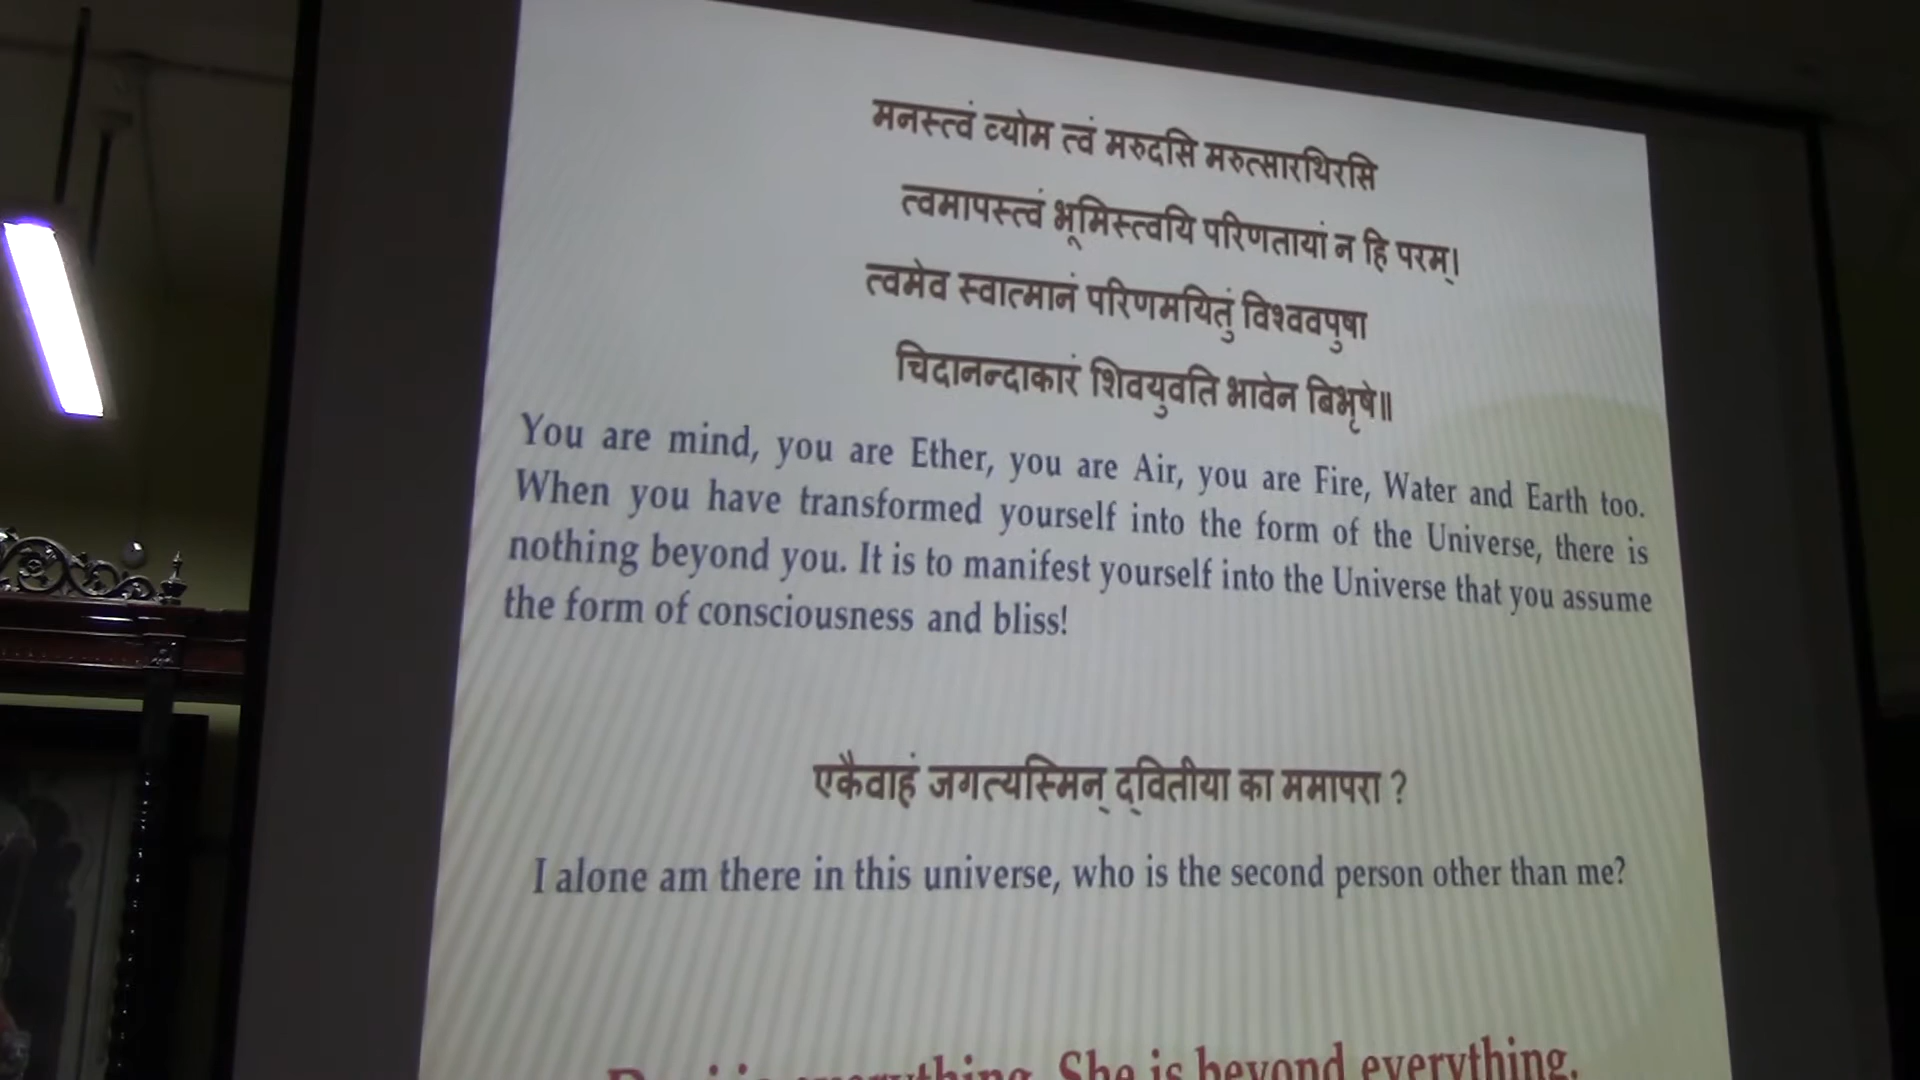 मनस्त्वं व्योम त्वं मरुदसि मरुत्सारथिरसि
त्वमापस्त्वं भूमिस्त्वयि परिणतायां न हि परम्।
त्वमेव स्वात्मानं परिणमयितुं विश्ववपुषा
चिदानन्दाकारं शिवयुवति भावेन बिभृषे॥
You are mind, you are Ether, you are Air, you are Fire, Water and Earth too.
When you have transformed yourself into the form of the Universe, there is
nothing beyond you. It is to manifest yourself into the Universe that you assume
the form of consciousness and bliss!
एकैवाहं जगत्यस्मिन् द्वितीया का ममापरा ?
I alone am there in this universe, who is the second person other than me?
is everything. She is beyond everything.